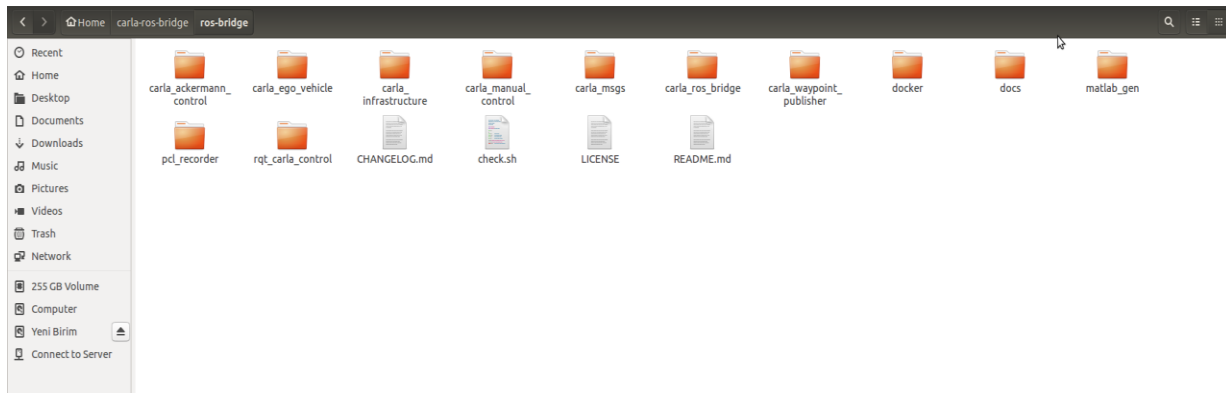 Home carla-ros-bridge ros-bridge
Recent
Home
Desktop
Documents
Downloads
Music
Pictures
Videos
Trash
Network
255 GB Volume
Computer
Yeni Birim
Connect to Server
carla_ackermann_
control
carla_ego_vehicle
carla_
infrastructure
carla_manual_
control
carla_msgs
carla_ros_bridge
carla_waypoint_
publisher
docker
docs
matlab_gen
pcl_recorder
rqt_carla_control
CHANGELOG.md
check.sh
LICENSE
README.md